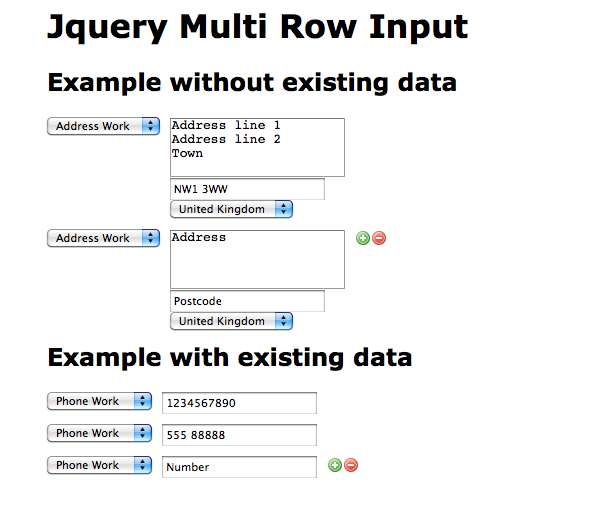 Jquery Multi Row Input
Example without existing data
Address Work
Address line 1
Address line 2
Town
NW1 3WW
United Kingdom
Address Work
Address
Postcode
United Kingdom
Example with existing data
Phone Work
1234567890
Phone Work
555 88888
Phone Work
Number